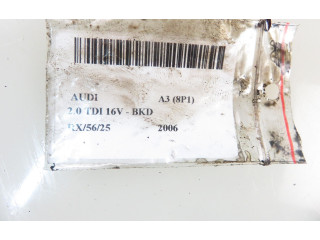 AUDI A3 (8P1)
2.0 TDI 16V - BKD
RX/56/25 2006